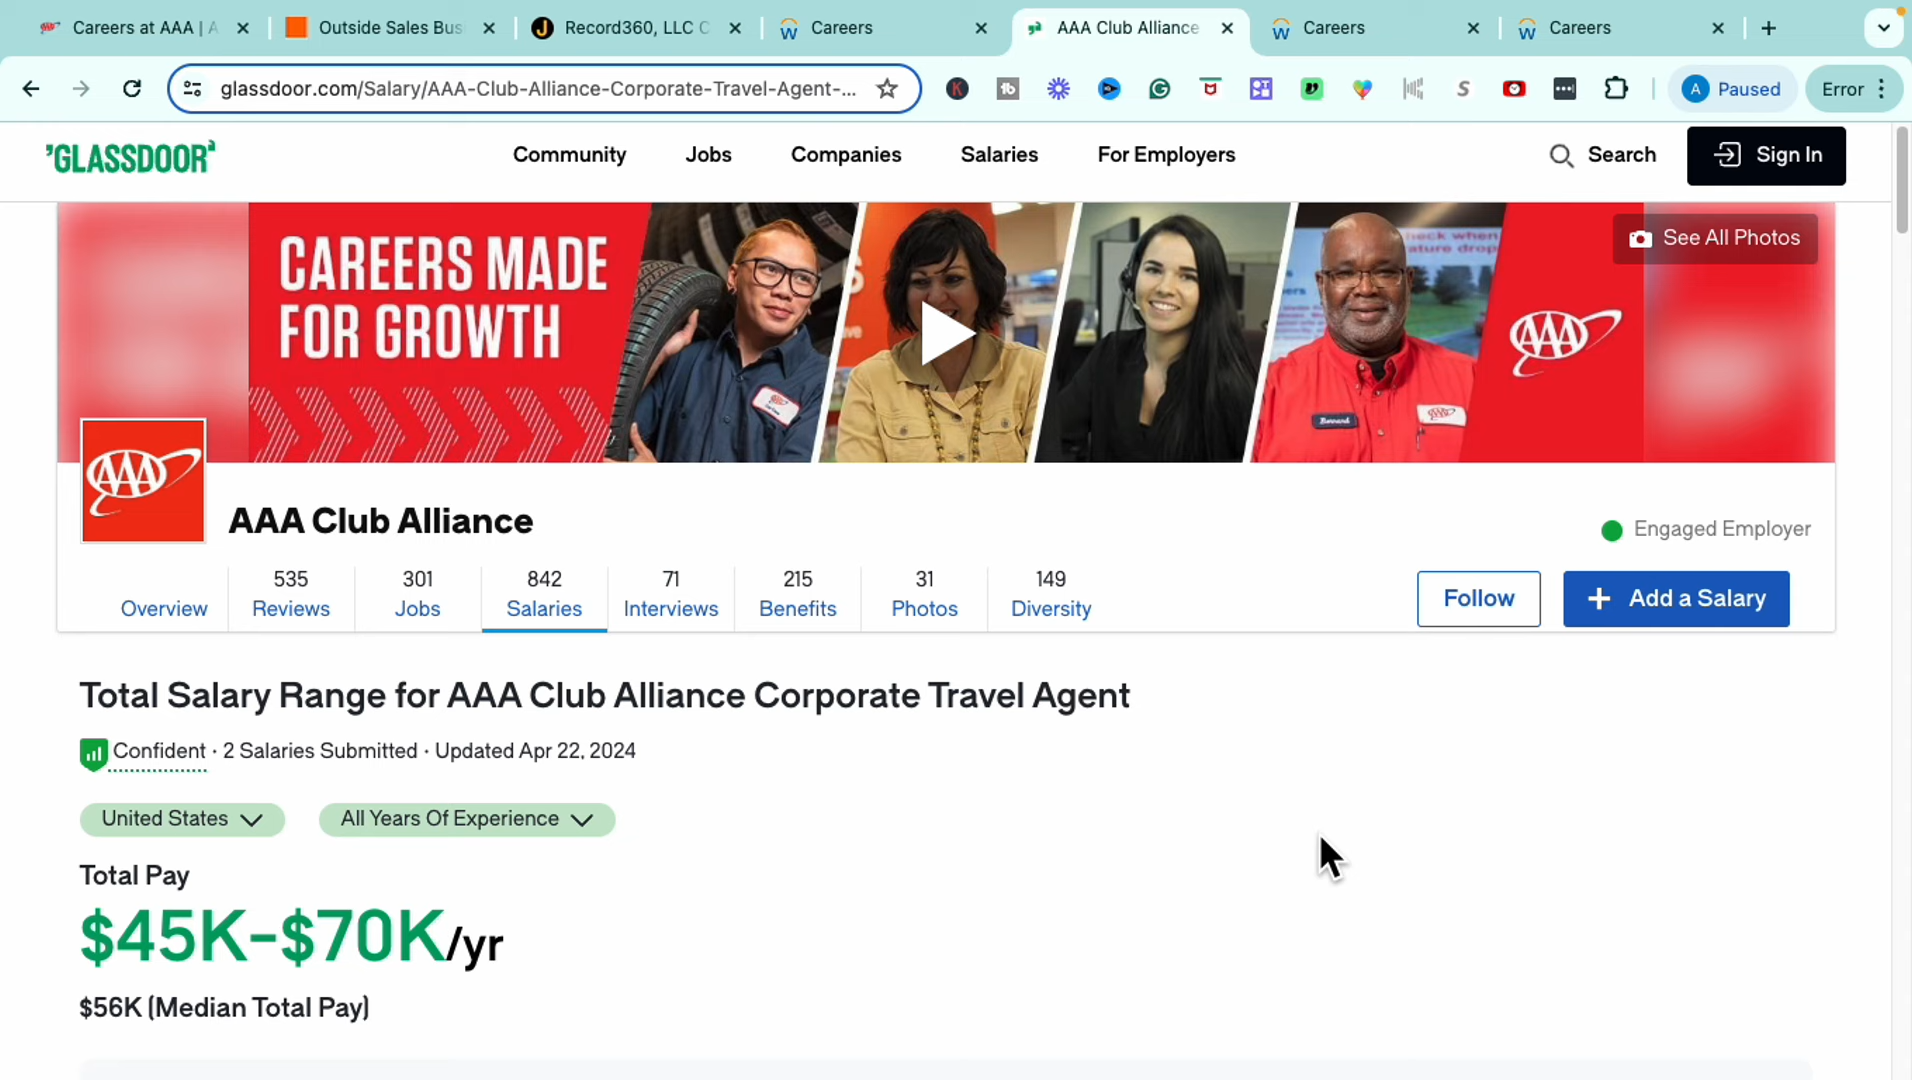 Careers at AAA | A
Outside Sales Bus
Record360, LLC C
Careers
AAA Club Alliance
Careers
Careers
glassdoor.com/Salary/AAA-Club-Alliance-Corporate-Travel-Agent-...
A
Paused
Error
GLASSDOOR
Community
Jobs
Companies
Salaries
For Employers
Search
Sign In
CAREERS MADE
FOR GROWTH
See All Photos
AAA
Bernard
AAA
AAA Club Alliance
Engaged Employer
Overview
535
Reviews
301
Jobs
842
Salaries
71
Interviews
215
Benefits
31
Photos
149
Diversity
Follow
+ Add a Salary
Total Salary Range for AAA Club Alliance Corporate Travel Agent
Confident · 2 Salaries Submitted · Updated Apr 22, 2024
United States
All Years Of Experience
Total Pay
$45K-$70K/yr
$56K (Median Total Pay)